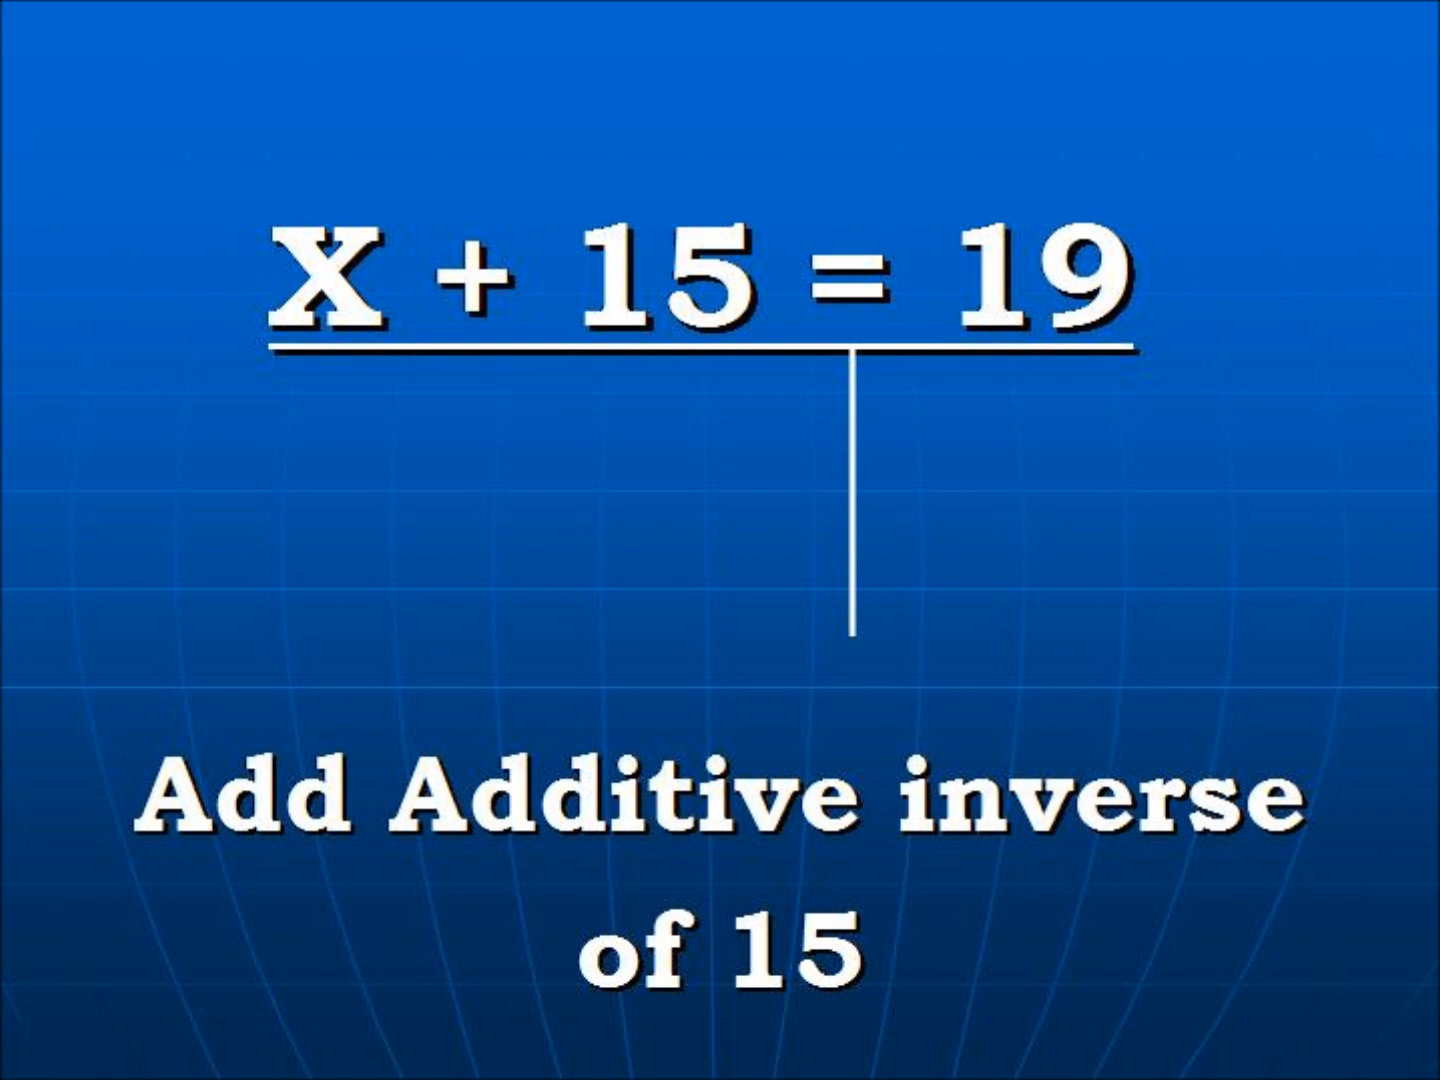 X + 15 = 19
Add Additive inverse
of 15